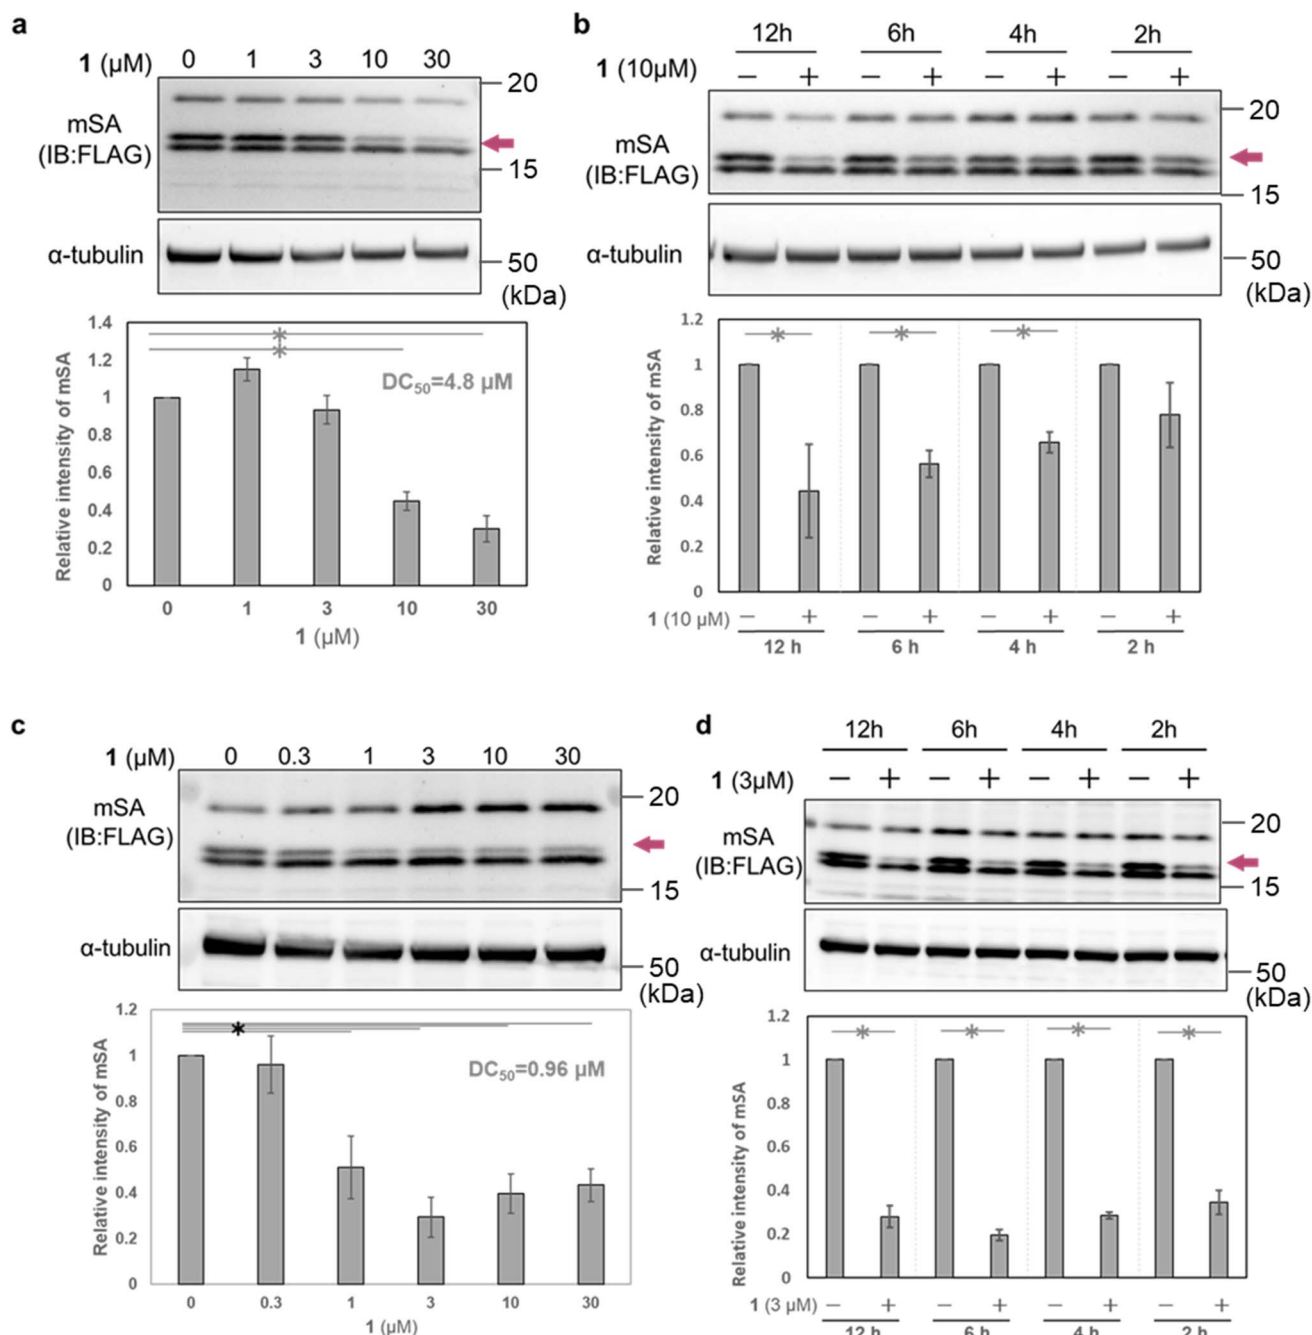 a
1 (µM) 0 1 3 10 30
mSA
(IB:FLAG)
20
15
α-tubulin
50
(kDa)
1.4
1.2
1
0.8
0.6
0.4
0.2
0
Relative intensity of mSA
*
*
DC50=4.8 µM
0 1 3 10 30
1 (µM)
b
12h 6h 4h 2h
1 (10µM) − + − + − + − +
mSA
(IB:FLAG)
20
15
α-tubulin
50
(kDa)
1.2
1
0.8
0.6
0.4
0.2
0
Relative intensity of mSA
* * *
1 (10 µM) − + − + − + − +
12 h 6 h 4 h 2 h
c
1 (µM) 0 0.3 1 3 10 30
mSA
(IB:FLAG)
20
15
α-tubulin
50
(kDa)
1.2
1
0.8
0.6
0.4
0.2
0
Relative intensity of mSA
*
DC50=0.96 µM
0 0.3 1 3 10 30
1 (µM)
d
12h 6h 4h 2h
1 (3µM) − + − + − + − +
mSA
(IB:FLAG)
20
15
α-tubulin
50
(kDa)
1.2
1
0.8
0.6
0.4
0.2
0
Relative intensity of mSA
* * * *
1 (3 µM) − + − + − + − +
12 h 6 h 4 h 2 h